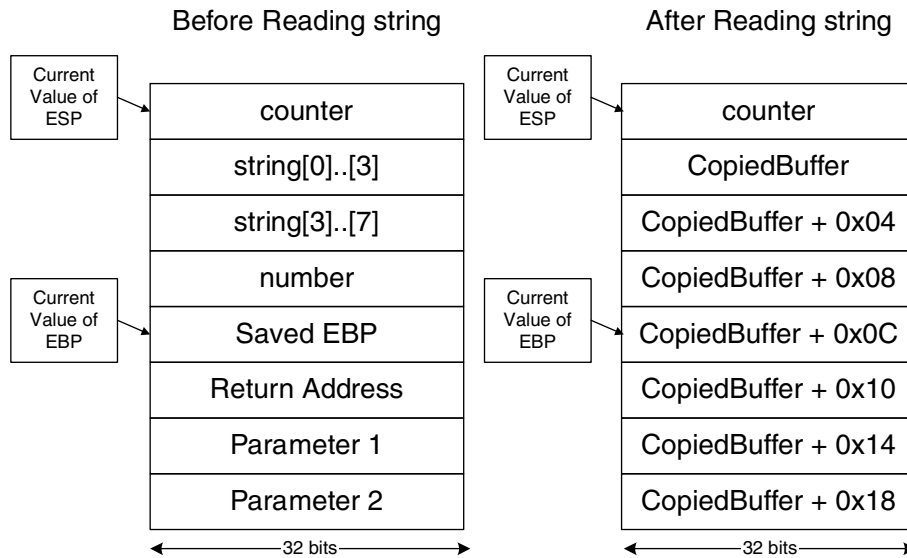 Before Reading string
Current
Value of
ESP
counter
string[0]..[3]
string[3]..[7]
number
Current
Value of
EBP
Saved EBP
Return Address
Parameter 1
Parameter 2
32 bits
After Reading string
Current
Value of
ESP
counter
CopiedBuffer
CopiedBuffer + 0x04
CopiedBuffer + 0x08
Current
Value of
EBP
CopiedBuffer + 0x0C
CopiedBuffer + 0x10
CopiedBuffer + 0x14
CopiedBuffer + 0x18
32 bits